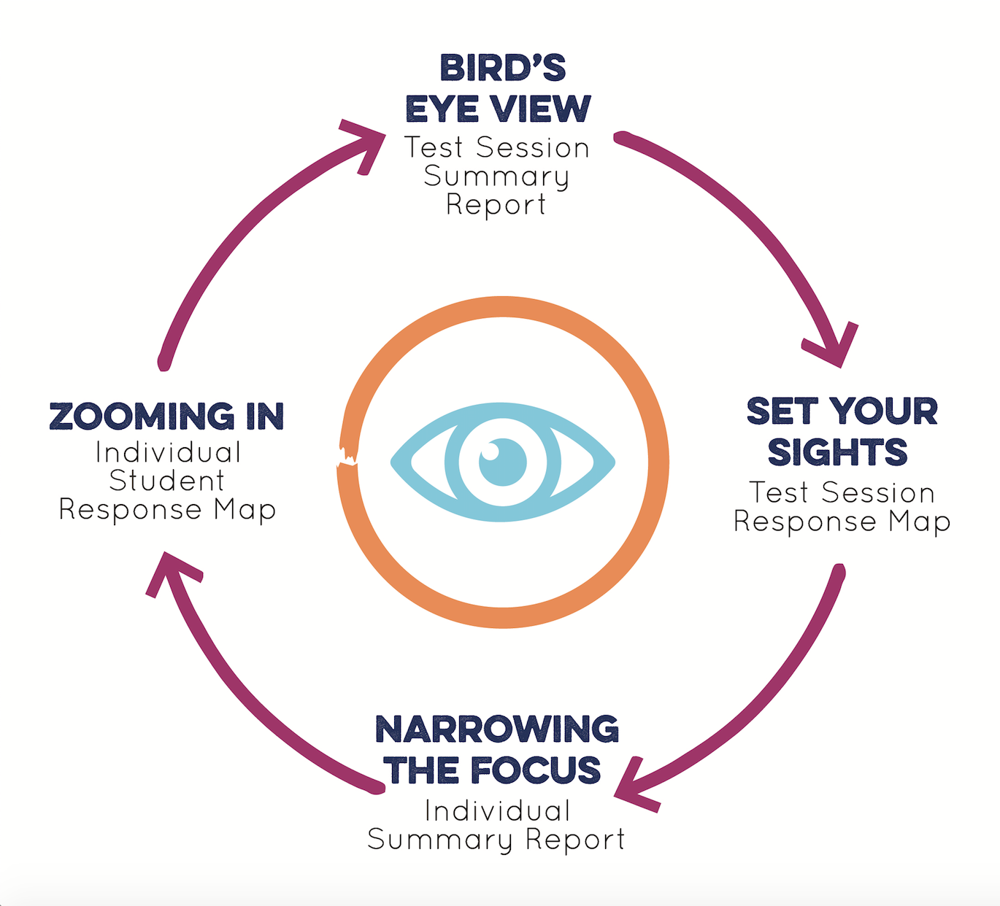 BIRD'S
EYE VIEW
Test Session
Summary
Report
SET YOUR
SIGHTS
Test Session
Response Map
NARROWING
THE FOCUS
Individual
Summary Report
ZOOMING IN
Individual
Student
Response Map